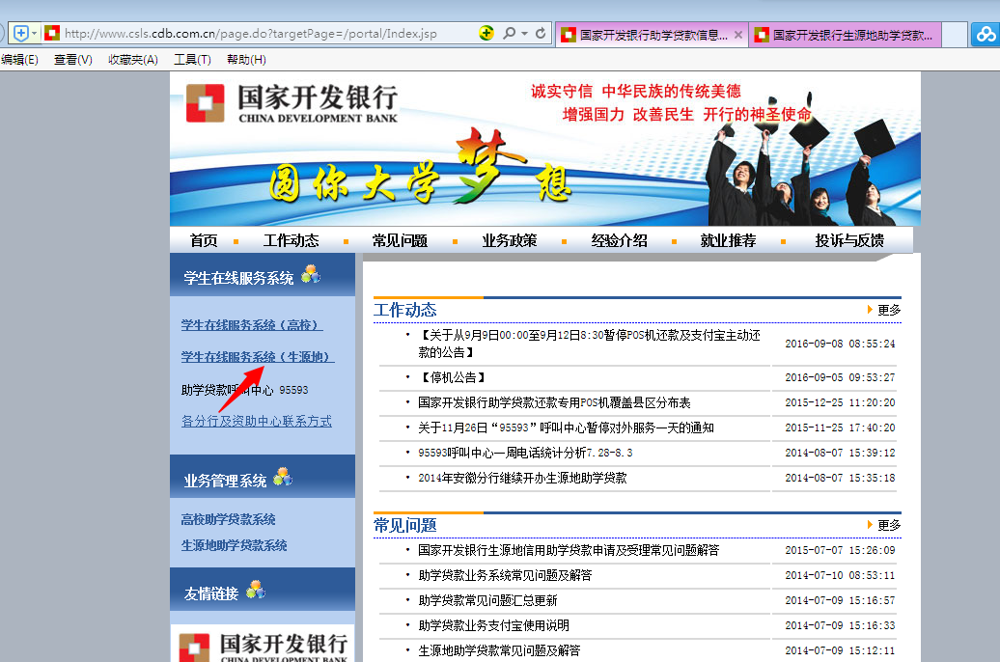 http://www.csls.cdb.com.cn/page.do?targetPage=/portal/Index.jsp
国家开发银行助学贷款信息...
国家开发银行生源地助学贷款...
编辑(E) 查看(V) 收藏夹(A) 工具(T) 帮助(H)
国家开发银行
CHINA DEVELOPMENT BANK
诚实守信 中华民族的传统美德
增强国力 改善民生 开行的神圣使命
圆你大学梦想
首页 工作动态 常见问题 业务政策 经验介绍 就业推荐 投诉与反馈
学生在线服务系统
学生在线服务系统（高校）
学生在线服务系统（生源地）
助学贷款呼叫中心 95593
各分行及资助中心联系方式
业务管理系统
高校助学贷款系统
生源地助学贷款系统
友情链接
国家开发银行
CHINA DEVELOPMENT BANK
工作动态 更多
【关于从9月9日00:00至9月12日8:30暂停POS机还款及支付宝主动还
款的公告】 2016-09-08 08:55:24
【停机公告】 2016-09-05 09:53:27
国家开发银行助学贷款还款专用POS机覆盖县区分布表 2015-12-25 11:20:20
关于11月26日“95593”呼叫中心暂停对外服务一天的通知 2015-11-25 17:40:20
95593呼叫中心一周电话统计分析7.28-8.3 2014-08-07 15:39:12
2014年安徽分行继续开办生源地助学贷款 2014-08-07 15:35:18
常见问题 更多
国家开发银行生源地信用助学贷款申请及受理常见问题解答 2015-07-07 15:26:09
助学贷款业务系统常见问题及解答 2014-07-10 08:53:11
助学贷款常见问题汇总更新 2014-07-09 15:16:57
助学贷款业务支付宝使用说明 2014-07-09 15:16:33
生源地助学贷款常见问题及解答 2014-07-09 15:12:11